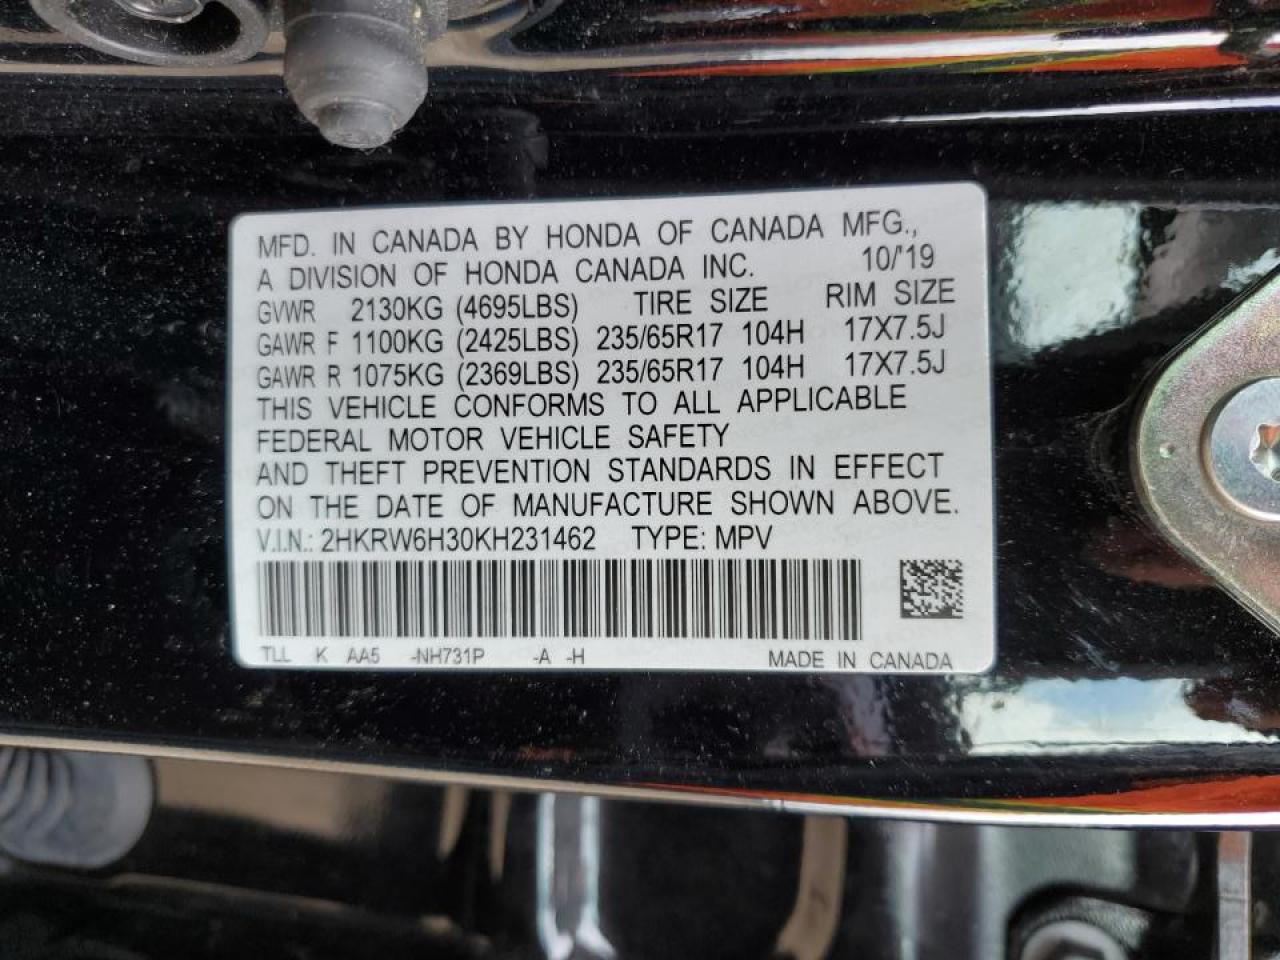 MFD. IN CANADA BY HONDA OF CANADA MFG.,
A DIVISION OF HONDA CANADA INC. 10/'19
GVWR 2130KG (4695LBS) TIRE SIZE RIM SIZE
GAWR F 1100KG (2425LBS) 235/65R17 104H 17X7.5J
GAWR R 1075KG (2369LBS) 235/65R17 104H 17X7.5J
THIS VEHICLE CONFORMS TO ALL APPLICABLE
FEDERAL MOTOR VEHICLE SAFETY
AND THEFT PREVENTION STANDARDS IN EFFECT
ON THE DATE OF MANUFACTURE SHOWN ABOVE.
V.I.N.: 2HKRW6H30KH231462 TYPE: MPV
TLL K AA5 -NH731P -A -H MADE IN CANADA